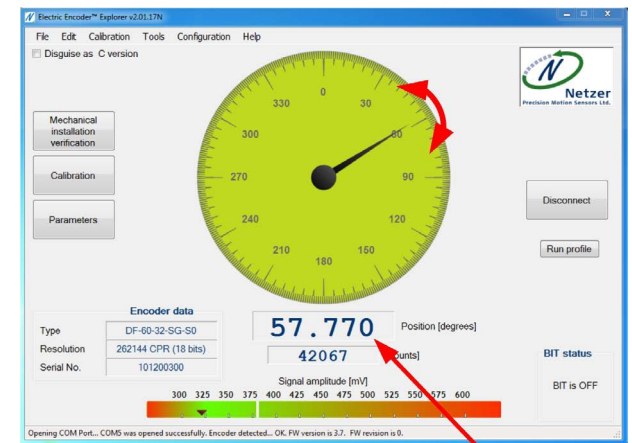 Electric Encoder™ Explorer v2.01.17N
File Edit Calibration Tools Configuration Help
Disguise as C version
N
Netzer
Precision Motion Sensors Ltd.
Mechanical
installation
verification
Calibration
Parameters
0
30
60
90
120
150
180
210
240
270
300
330
Disconnect
Run profile
Encoder data
Type DF-60-32-SG-S0
Resolution 262144 CPR (18 bits)
Serial No. 101200300
57.770 Position [degrees]
42067 ounts]
Signal amplitude [mV]
300 325 350 375 400 425 450 475 500 525 550 575 600
BIT status
BIT is OFF
Opening COM Port... COM5 was opened successfully. Encoder detected... OK. FW version is 3.7. FW revision is 0.